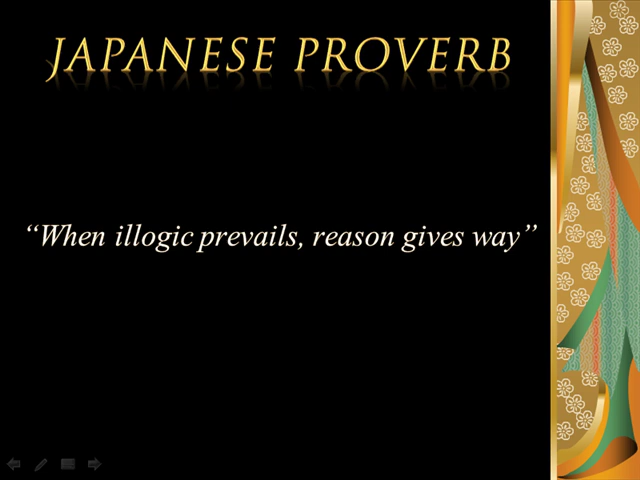 JAPANESE PROVERB
“When illogic prevails, reason gives way”